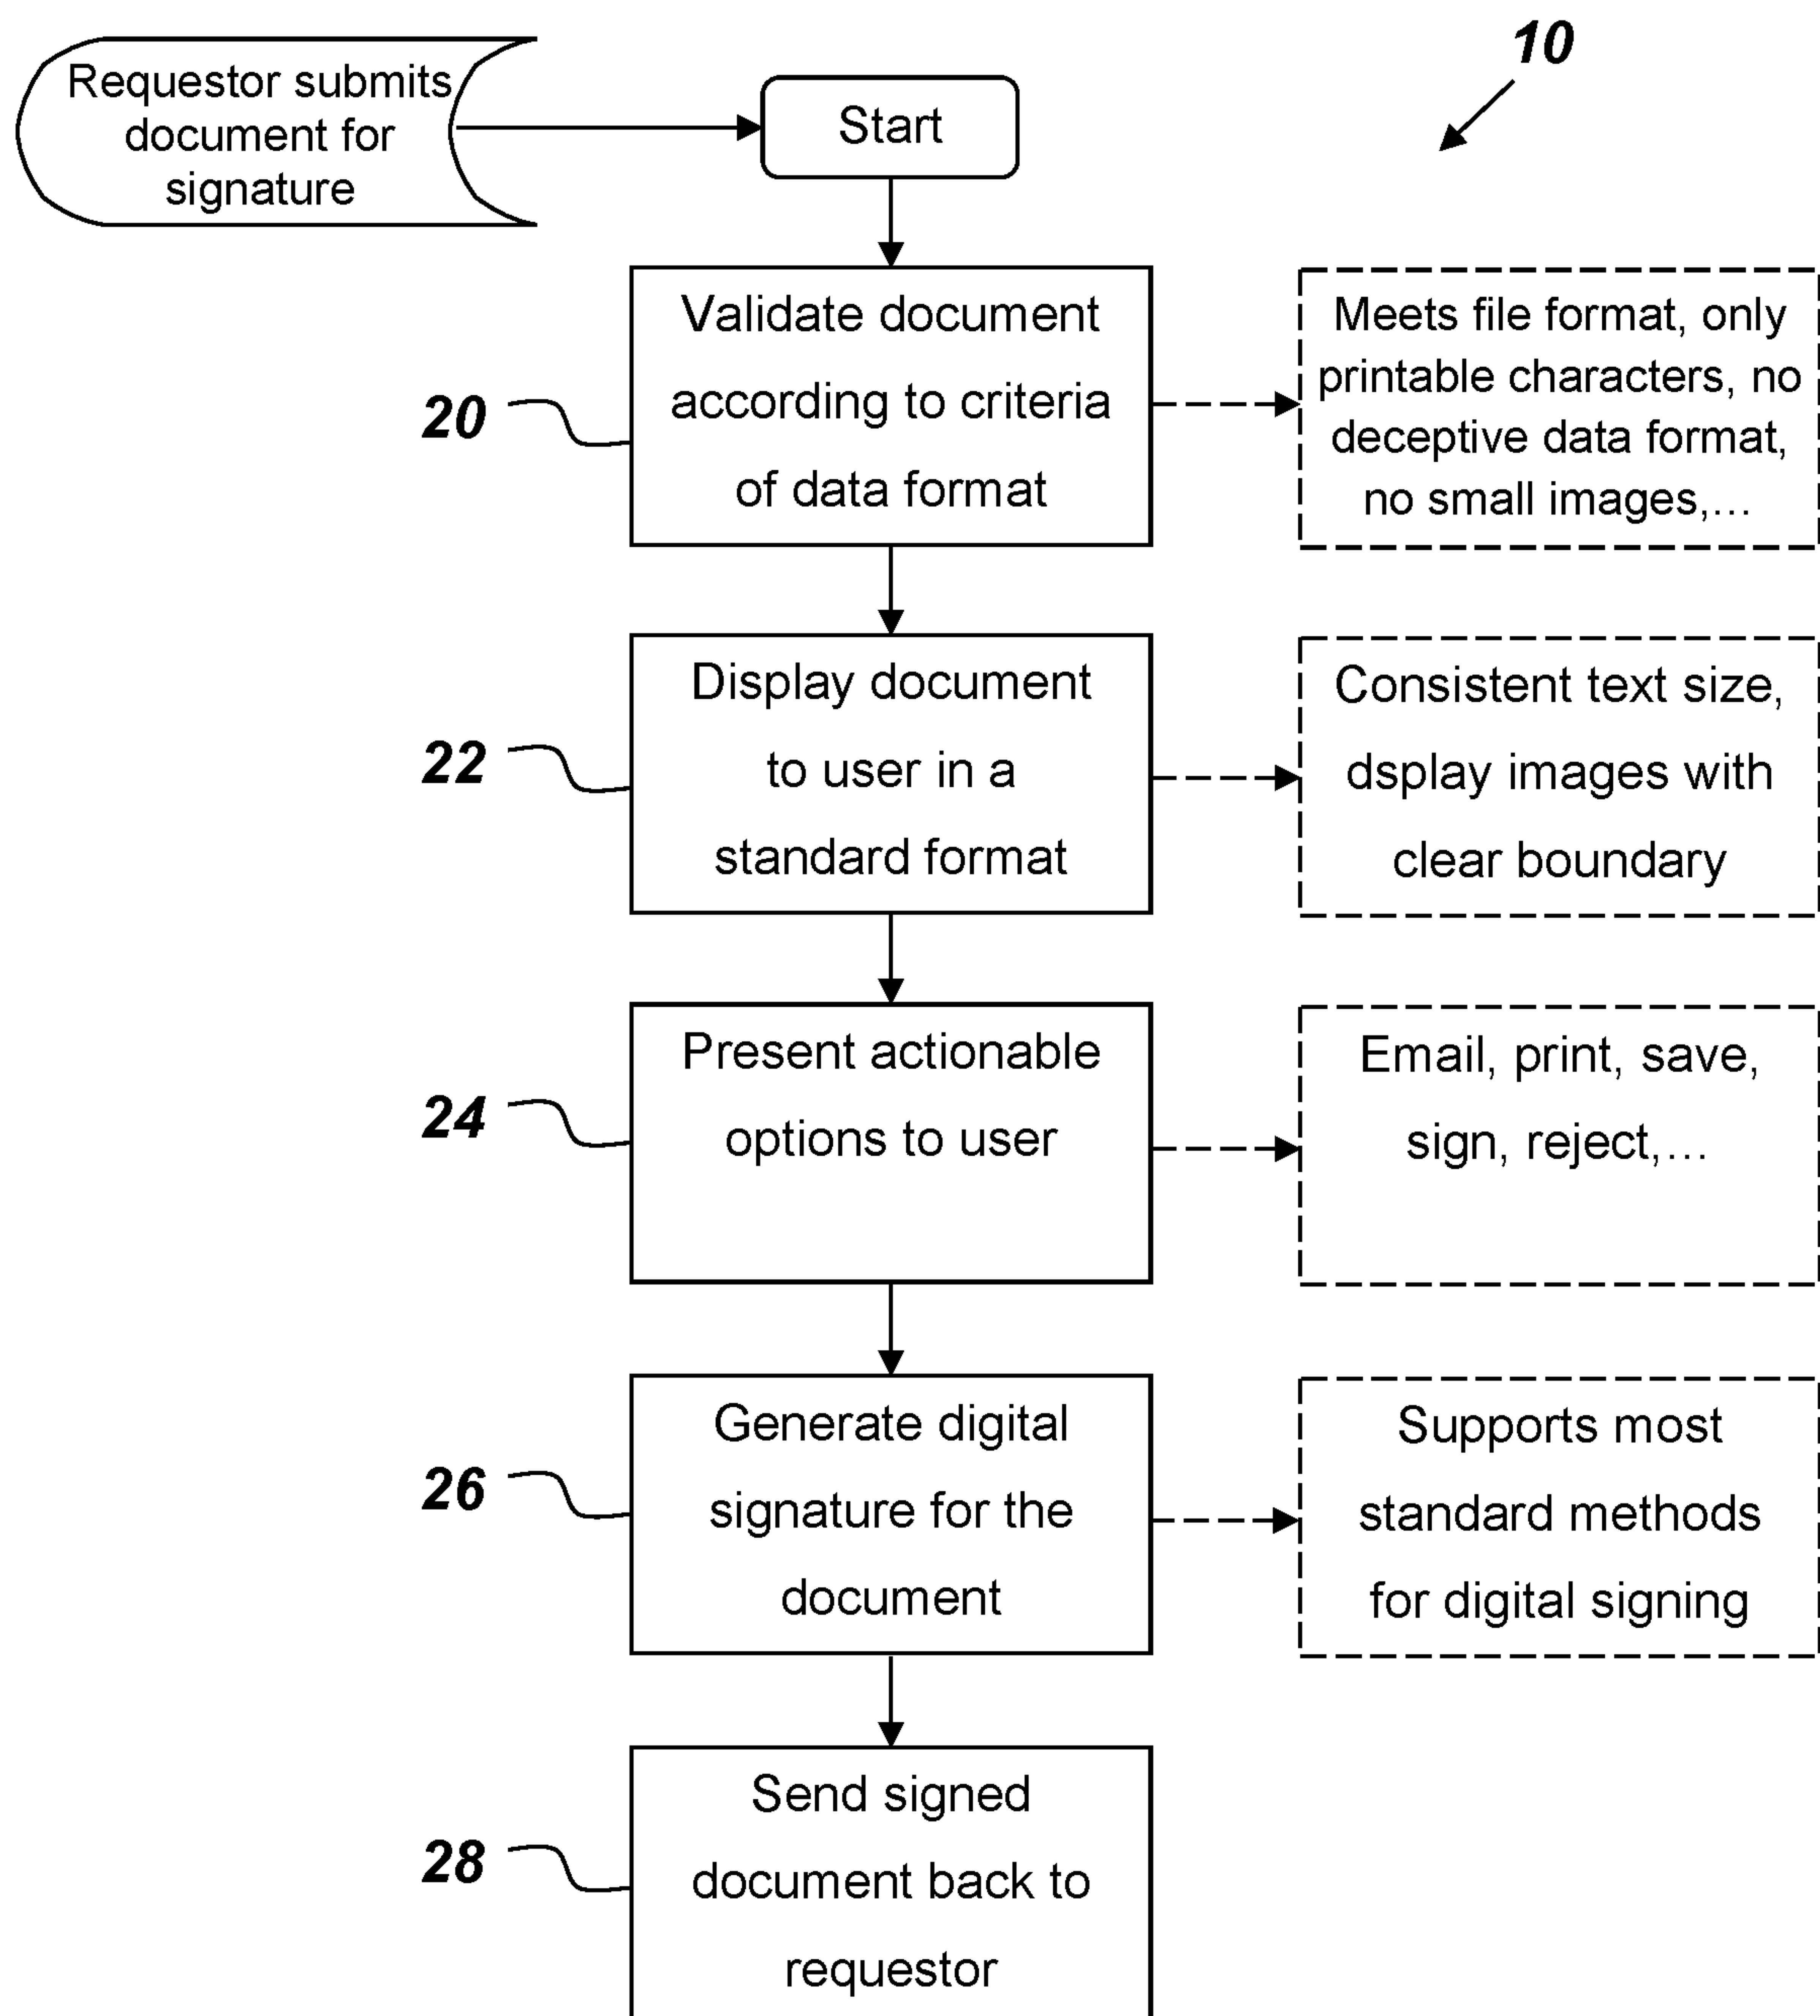 10
Requestor submits
document for
signature
Start
Validate document
according to criteria
of data format
20
Meets file format, only
printable characters, no
deceptive data format,
no small images,...
Display document
to user in a
standard format
22
Consistent text size,
dsplay images with
clear boundary
Present actionable
options to user
24
Email, print, save,
sign, reject,...
Generate digital
signature for the
document
26
Supports most
standard methods
for digital signing
Send signed
document back to
requestor
28